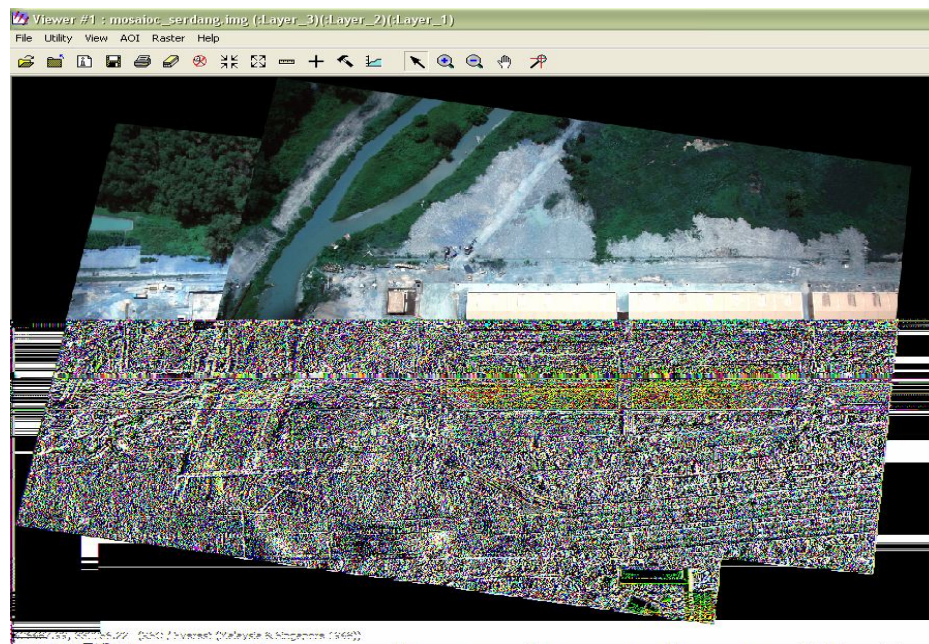 Viewer #1 : mosaioc_serdang.img (:Layer_3)(:Layer_2)(:Layer_1)
File Utility View AOI Raster Help
(Malaysia & Singapore 1948))